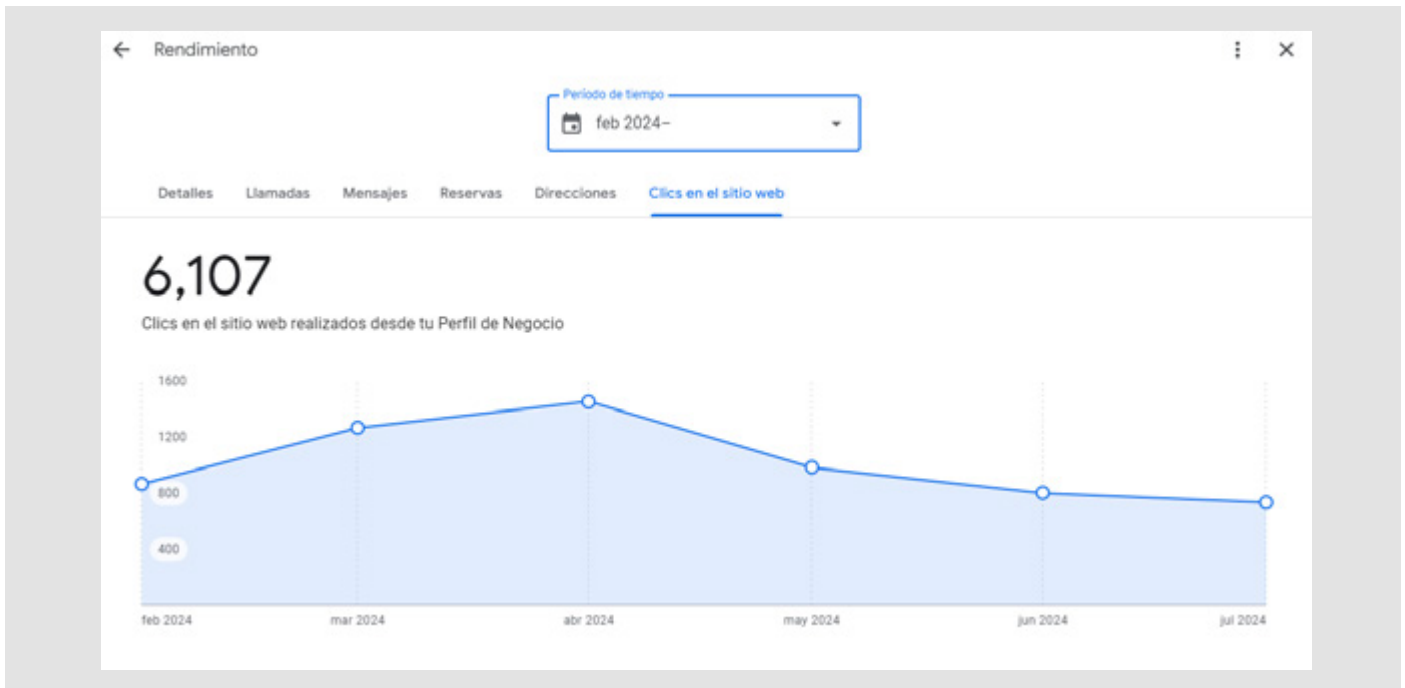 Rendimiento
Período de tiempo
feb 2024–
Detalles Llamadas Mensajes Reservas Direcciones Clics en el sitio web
6,107
Clics en el sitio web realizados desde tu Perfil de Negocio
1600
1200
800
400
feb 2024 mar 2024 abr 2024 may 2024 jun 2024 jul 2024